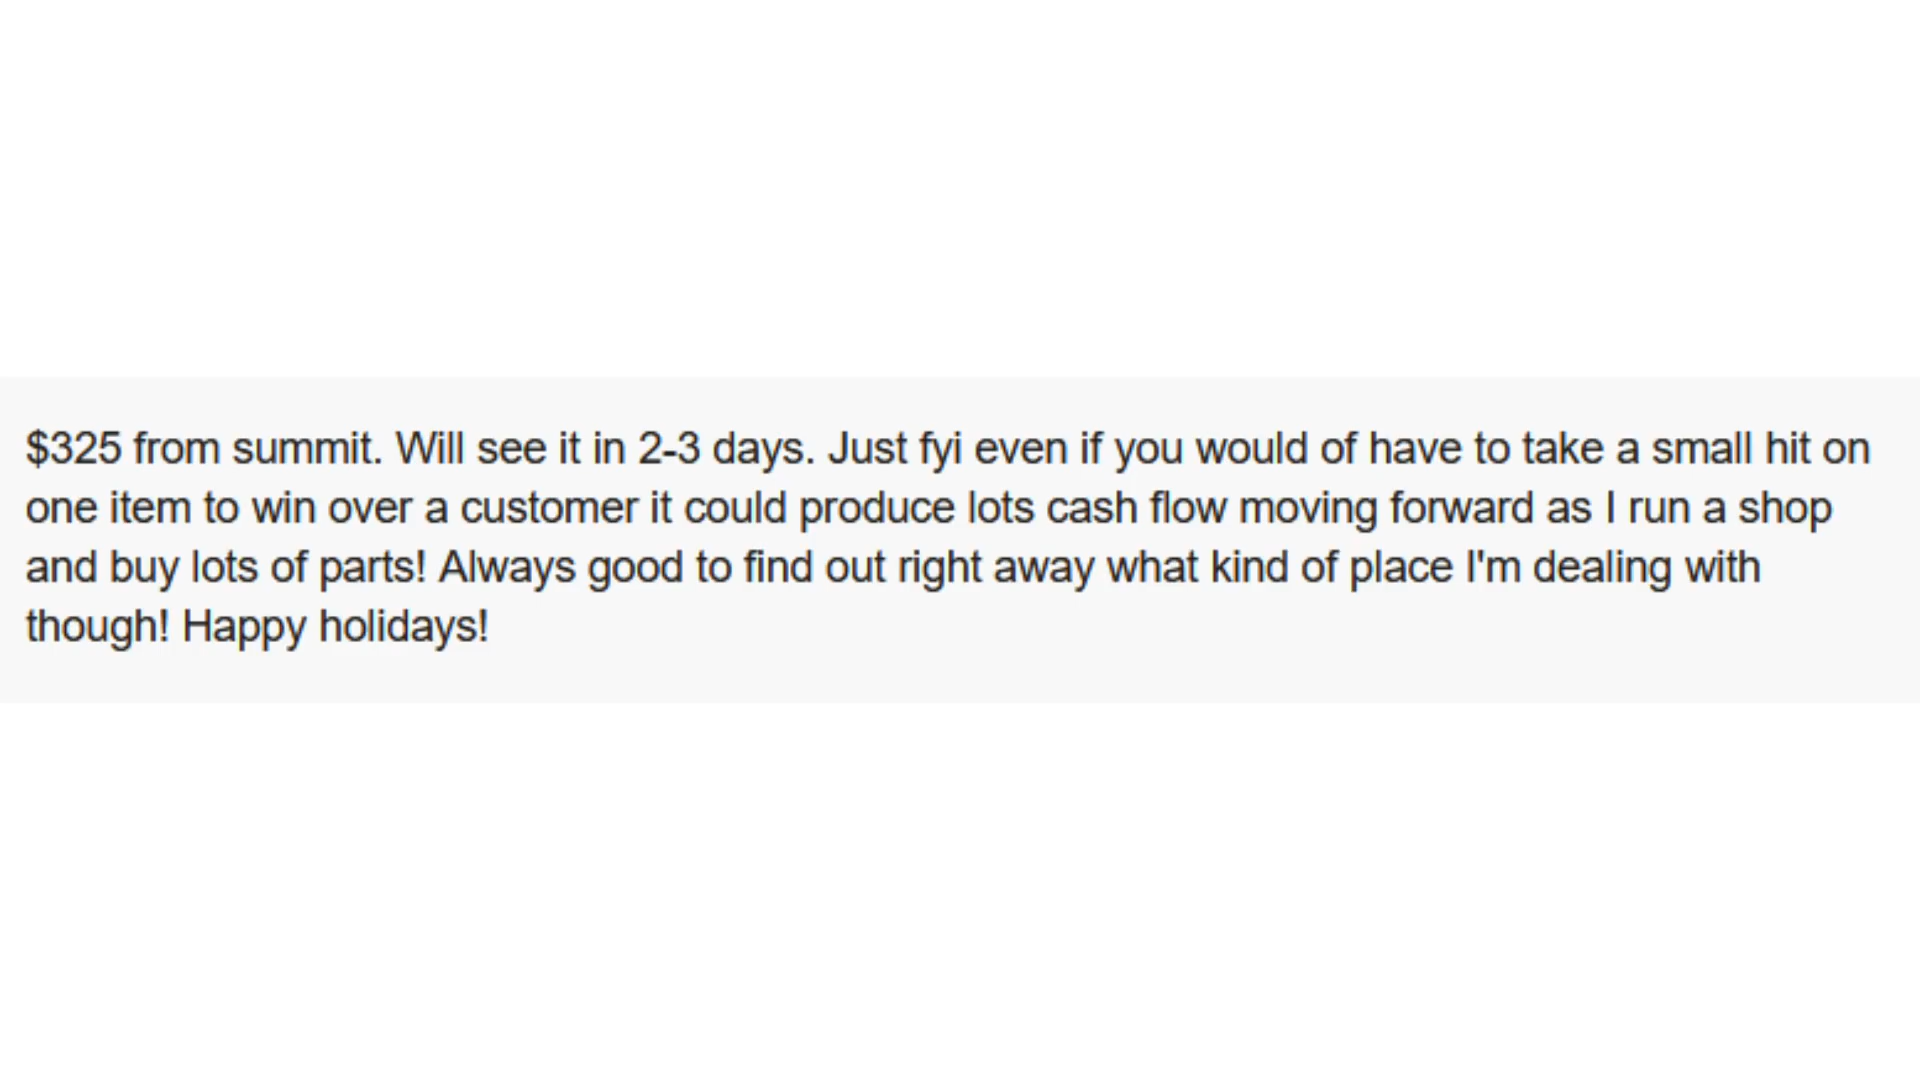 $325 from summit. Will see it in 2-3 days. Just fyi even if you would of have to take a small hit on
one item to win over a customer it could produce lots cash flow moving forward as I run a shop
and buy lots of parts! Always good to find out right away what kind of place I'm dealing with
though! Happy holidays!